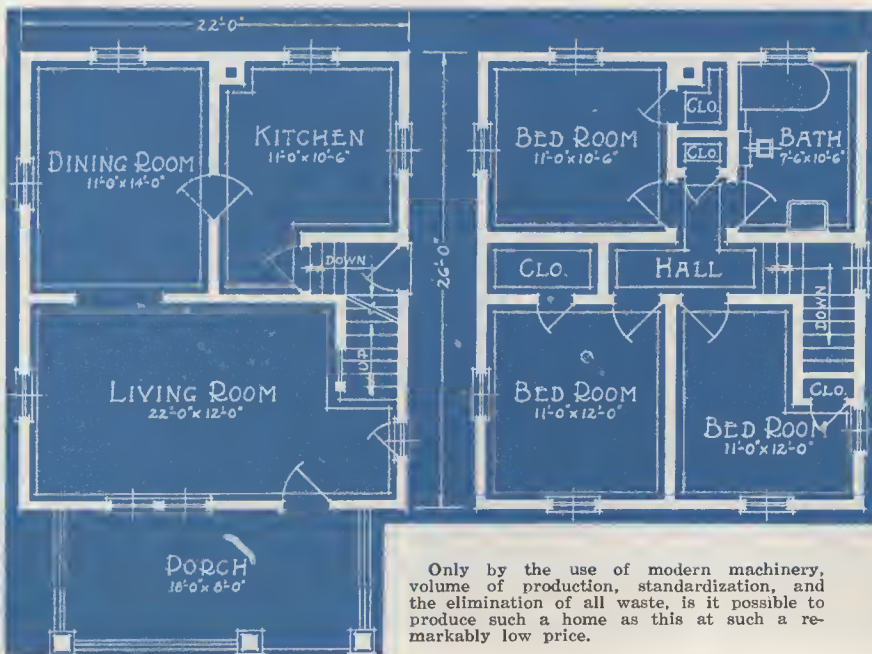 22'-0"
DINING ROOM
11'-0" x 14'-0"
KITCHEN
11'-0" x 10'-6"
DOWN
UP
LIVING ROOM
22'-0" x 12'-0"
PORCH
18'-0" x 8'-0"
26'-0"
BED ROOM
11'-0" x 10'-6"
CLO.
CLO.
BATH
7'-6" x 10'-6"
CLO.
HALL
DOWN
BED ROOM
11'-0" x 12'-0"
CLO.
BED ROOM
11'-0" x 12'-0"
Only by the use of modern machinery,
volume of production, standardization, and
the elimination of all waste, is it possible to
produce such a home as this at such a re-
markably low price.